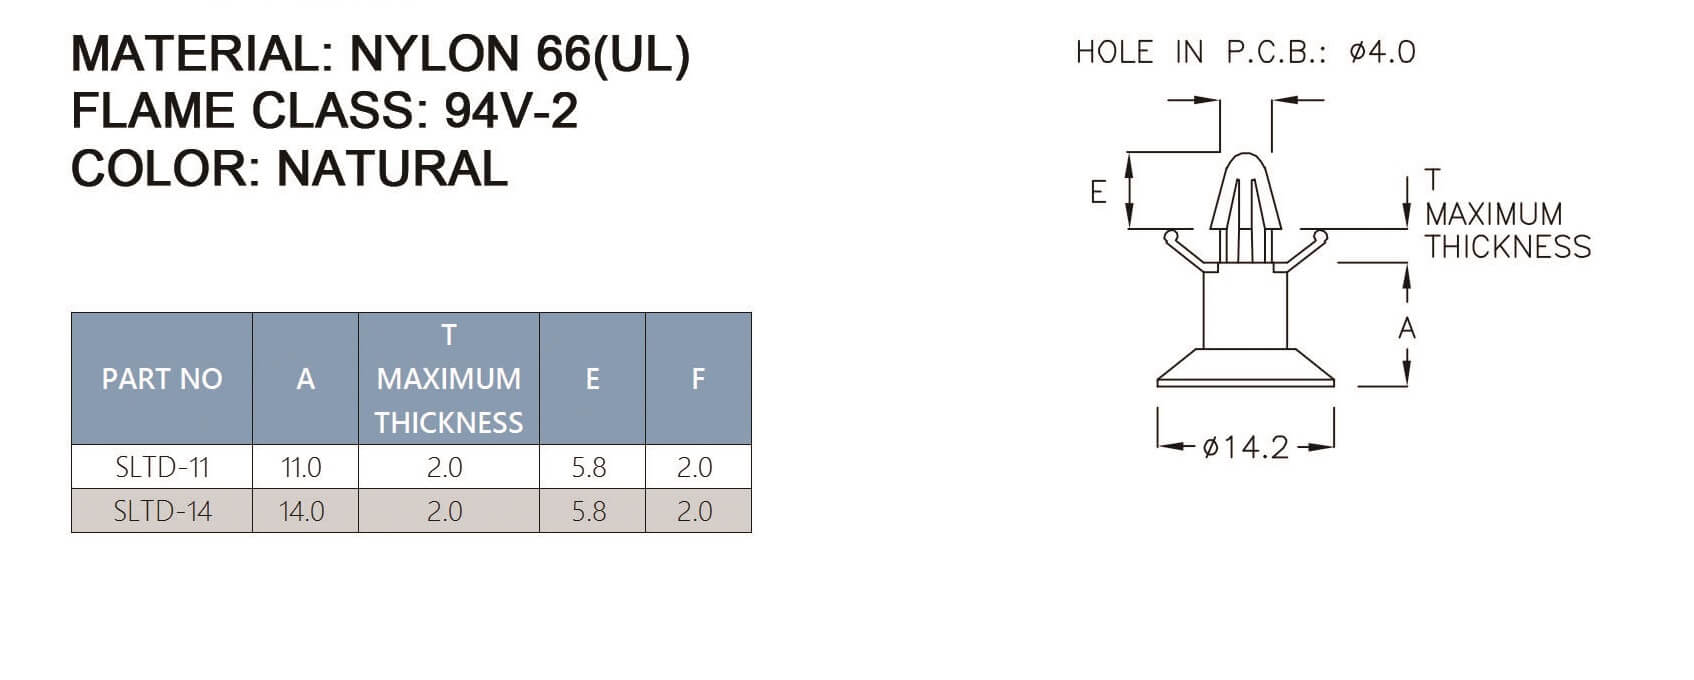 MATERIAL: NYLON 66(UL)
FLAME CLASS: 94V-2
COLOR: NATURAL
HOLE IN P.C.B.: ø4.0
E
T
MAXIMUM
THICKNESS
A
ø14.2
PART NO A T MAXIMUM THICKNESS E F
SLTD-11 11.0 2.0 5.8 2.0
SLTD-14 14.0 2.0 5.8 2.0